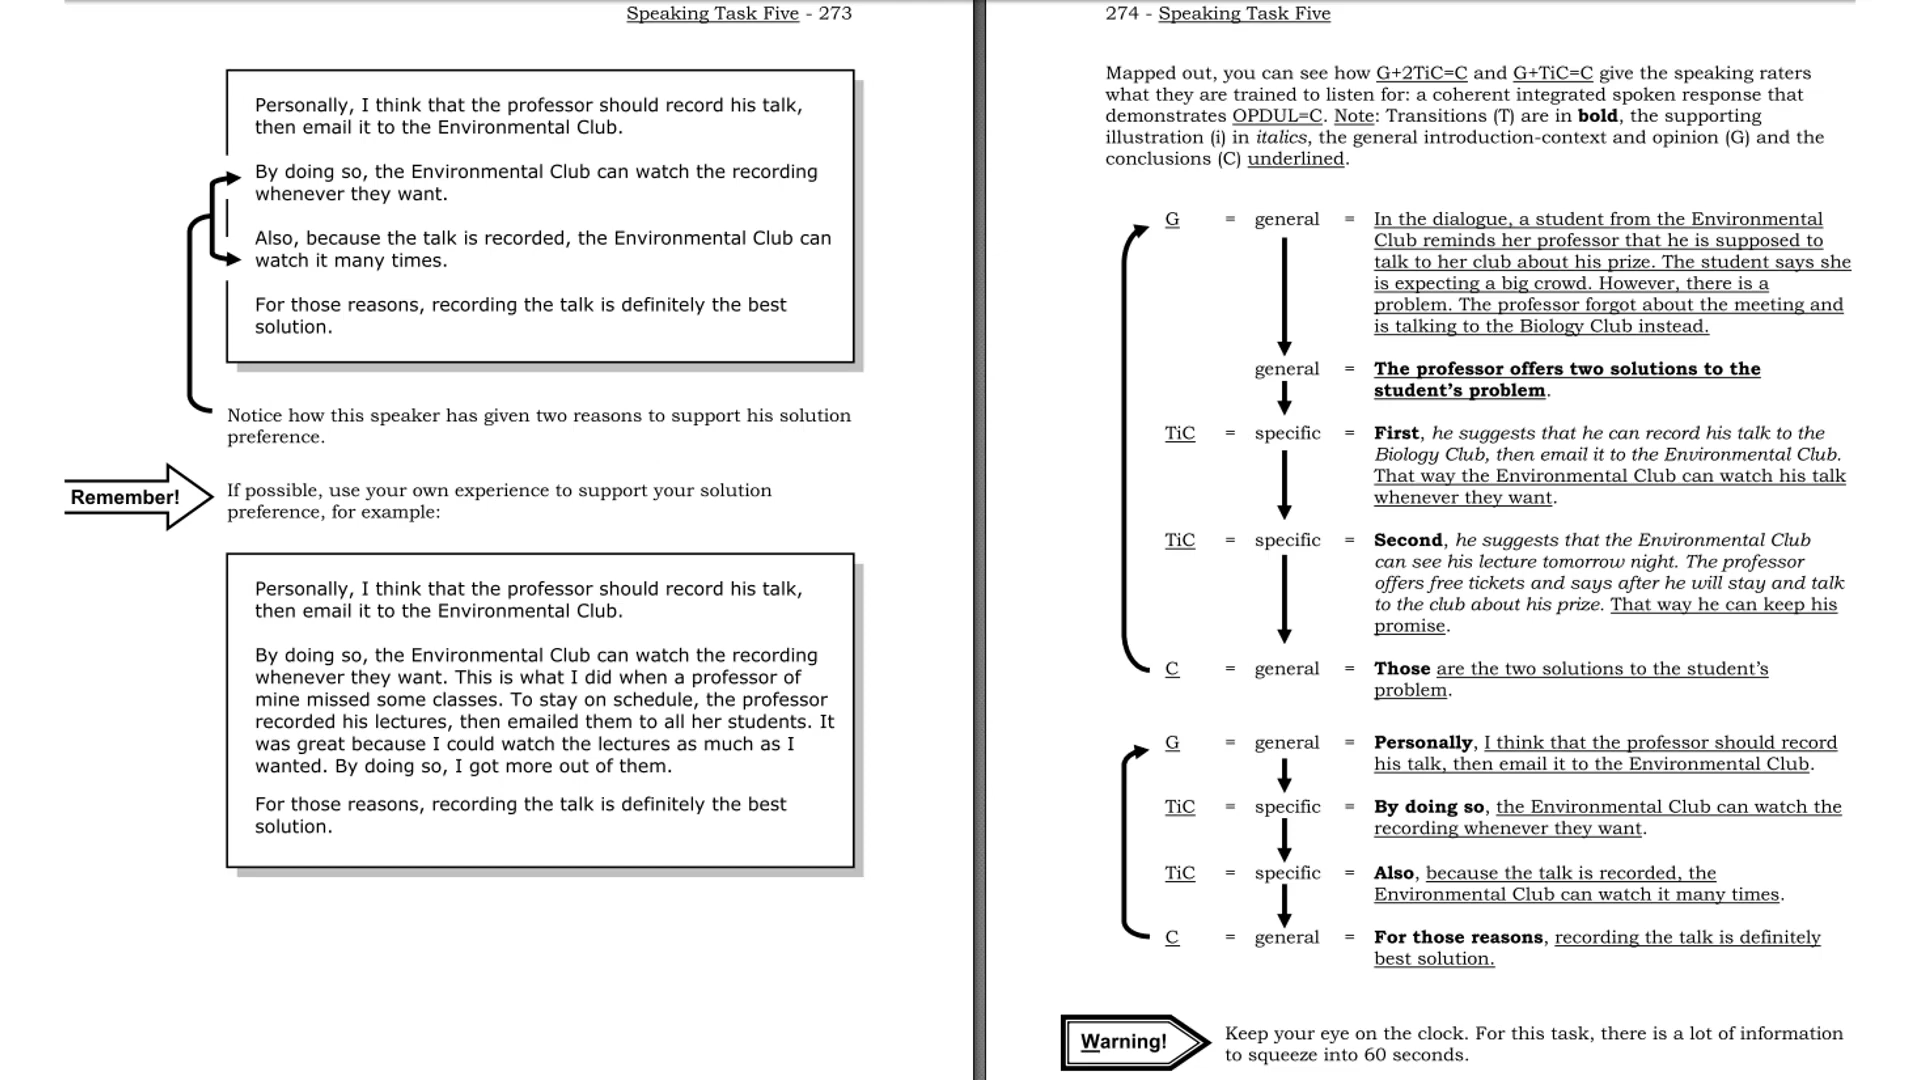 Speaking Task Five - 273
Personally, I think that the professor should record his talk,
then email it to the Environmental Club.
By doing so, the Environmental Club can watch the recording
whenever they want.
Also, because the talk is recorded, the Environmental Club can
watch it many times.
For those reasons, recording the talk is definitely the best
solution.
Notice how this speaker has given two reasons to support his solution
preference.
Remember!
If possible, use your own experience to support your solution
preference, for example:
Personally, I think that the professor should record his talk,
then email it to the Environmental Club.
By doing so, the Environmental Club can watch the recording
whenever they want. This is what I did when a professor of
mine missed some classes. To stay on schedule, the professor
recorded his lectures, then emailed them to all her students. It
was great because I could watch the lectures as much as I
wanted. By doing so, I got more out of them.
For those reasons, recording the talk is definitely the best
solution.
274 - Speaking Task Five
Mapped out, you can see how G+2TiC=C and G+TiC=C give the speaking raters
what they are trained to listen for: a coherent integrated spoken response that
demonstrates OPDUL=C. Note: Transitions (T) are in bold, the supporting
illustration (i) in italics, the general introduction-context and opinion (G) and the
conclusions (C) underlined.
G = general = In the dialogue, a student from the Environmental
Club reminds her professor that he is supposed to
talk to her club about his prize. The student says she
is expecting a big crowd. However, there is a
problem. The professor forgot about the meeting and
is talking to the Biology Club instead.
general = The professor offers two solutions to the
student's problem.
TiC = specific = First, he suggests that he can record his talk to the
Biology Club, then email it to the Environmental Club.
That way the Environmental Club can watch his talk
whenever they want.
TiC = specific = Second, he suggests that the Environmental Club
can see his lecture tomorrow night. The professor
offers free tickets and says after he will stay and talk
to the club about his prize. That way he can keep his
promise.
C = general = Those are the two solutions to the student's
problem.
G = general = Personally, I think that the professor should record
his talk, then email it to the Environmental Club.
TiC = specific = By doing so, the Environmental Club can watch the
recording whenever they want.
TiC = specific = Also, because the talk is recorded, the
Environmental Club can watch it many times.
C = general = For those reasons, recording the talk is definitely
best solution.
Warning!
Keep your eye on the clock. For this task, there is a lot of information
to squeeze into 60 seconds.